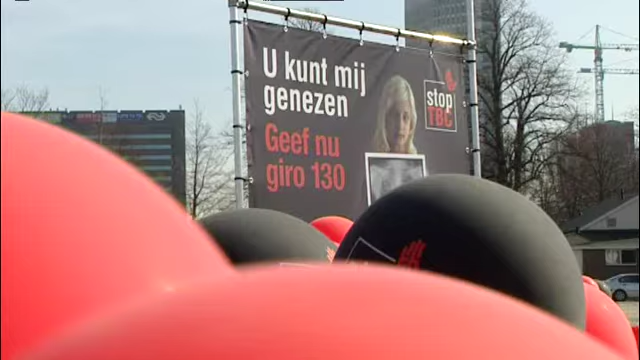 U kunt mij
genezen
Geef nu
giro 130
stop
TBC